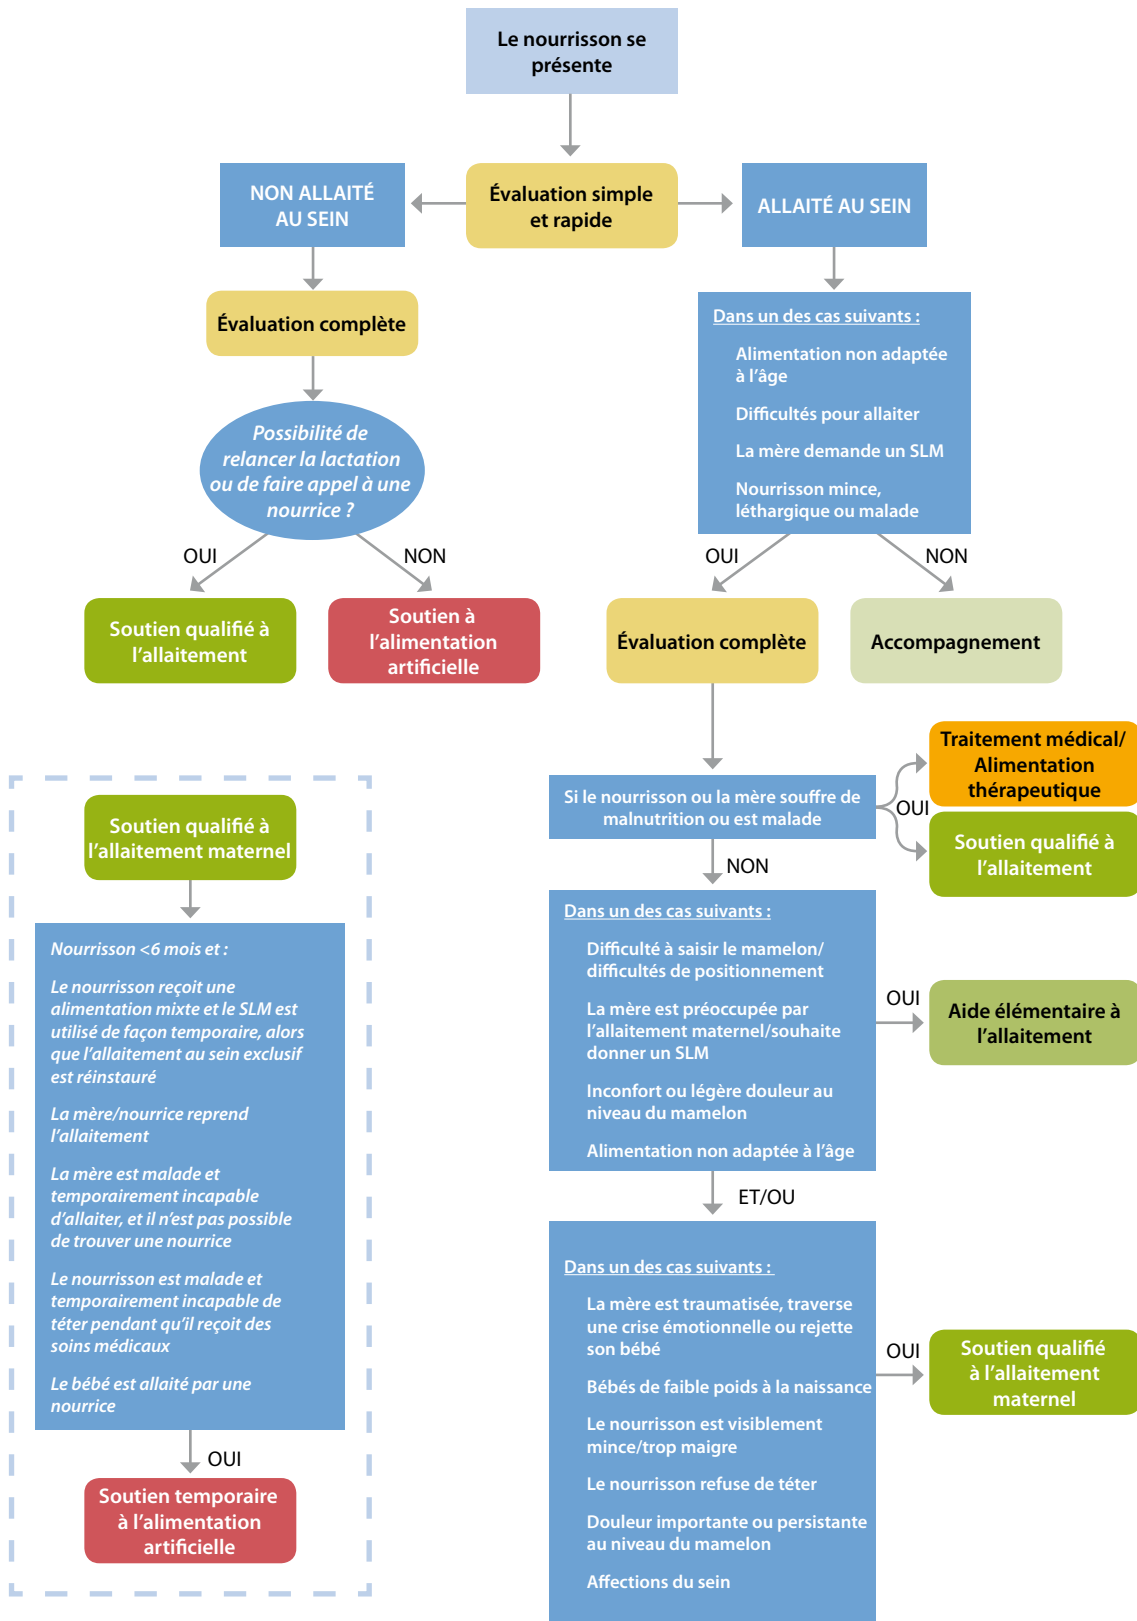 Le nourrisson se
présente
NON ALLAITÉ
AU SEIN
Évaluation simple
et rapide
ALLAITÉ AU SEIN
Évaluation complète
Possibilité de
relancer la lactation
ou de faire appel à une
nourrice ?
OUI
NON
Soutien qualifié à
l'allaitement
Soutien à
l'alimentation
artificielle
Dans un des cas suivants :
Alimentation non adaptée
à l'âge
Difficultés pour allaiter
La mère demande un SLM
Nourrisson mince,
léthargique ou malade
OUI
NON
Évaluation complète
Accompagnement
Si le nourrisson ou la mère souffre de
malnutrition ou est malade
OUI
Traitement médical/
Alimentation
thérapeutique
Soutien qualifié à
l'allaitement
NON
Dans un des cas suivants :
Difficulté à saisir le mamelon/
difficultés de positionnement
La mère est préoccupée par
l'allaitement maternel/souhaite
donner un SLM
Inconfort ou légère douleur au
niveau du mamelon
Alimentation non adaptée à l'âge
OUI
Aide élémentaire à
l'allaitement
ET/OU
Dans un des cas suivants :
La mère est traumatisée, traverse
une crise émotionnelle ou rejette
son bébé
Bébés de faible poids à la naissance
Le nourrisson est visiblement
mince/trop maigre
Le nourrisson refuse de téter
Douleur importante ou persistante
au niveau du mamelon
Affections du sein
OUI
Soutien qualifié
à l'allaitement
maternel
Soutien qualifié à
l'allaitement maternel
Nourrisson <6 mois et :
Le nourrisson reçoit une
alimentation mixte et le SLM est
utilisé de façon temporaire, alors
que l'allaitement au sein exclusif
est réinstauré
La mère/nourrice reprend
l'allaitement
La mère est malade et
temporairement incapable
d'allaiter, et il n'est pas possible
de trouver une nourrice
Le nourrisson est malade et
temporairement incapable de
téter pendant qu'il reçoit des
soins médicaux
Le bébé est allaité par une
nourrice
OUI
Soutien temporaire
à l'alimentation
artificielle